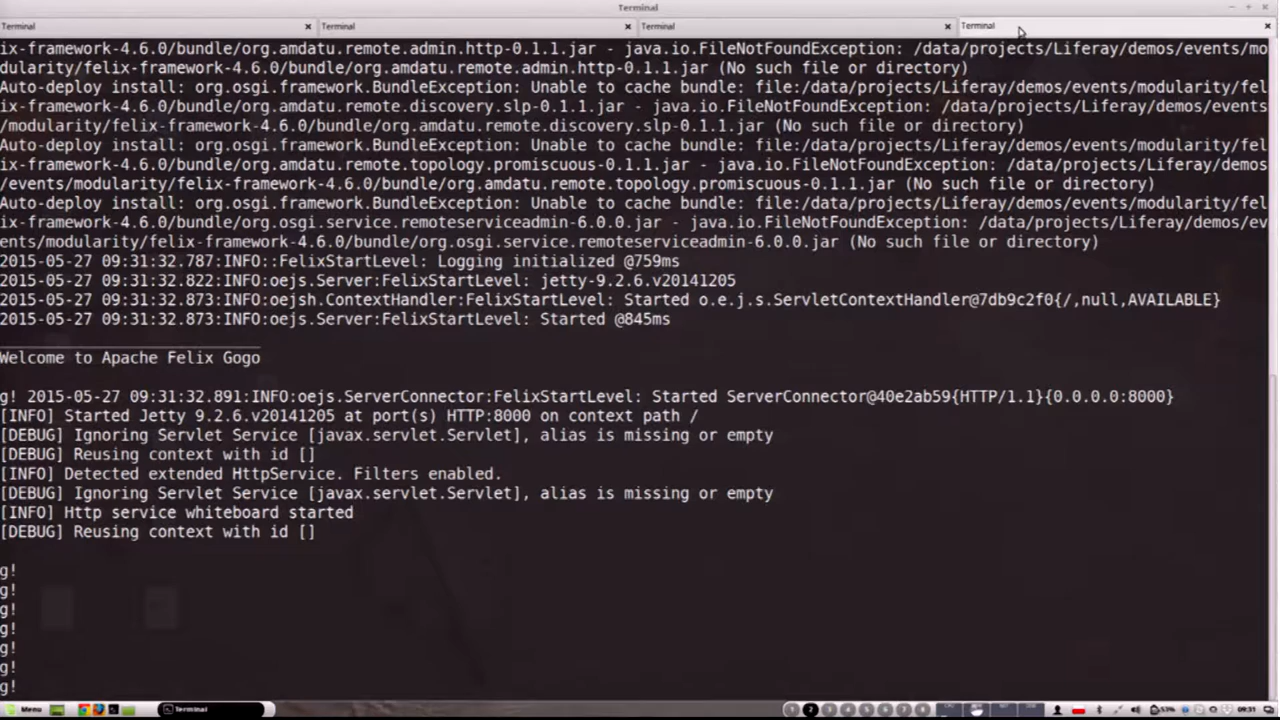 Terminal
Terminal
Terminal
Terminal
Terminal
ix-framework-4.6.0/bundle/org.amdatu.remote.admin.http-0.1.1.jar - java.io.FileNotFoundException: /data/projects/Liferay/demos/events/mo
dularity/felix-framework-4.6.0/bundle/org.amdatu.remote.admin.http-0.1.1.jar (No such file or directory)
Auto-deploy install: org.osgi.framework.BundleException: Unable to cache bundle: file:/data/projects/Liferay/demos/events/modularity/fel
ix-framework-4.6.0/bundle/org.amdatu.remote.discovery.slp-0.1.1.jar - java.io.FileNotFoundException: /data/projects/Liferay/demos/events
/modularity/felix-framework-4.6.0/bundle/org.amdatu.remote.discovery.slp-0.1.1.jar (No such file or directory)
Auto-deploy install: org.osgi.framework.BundleException: Unable to cache bundle: file:/data/projects/Liferay/demos/events/modularity/fel
ix-framework-4.6.0/bundle/org.amdatu.remote.topology.promiscuous-0.1.1.jar - java.io.FileNotFoundException: /data/projects/Liferay/demos
/events/modularity/felix-framework-4.6.0/bundle/org.amdatu.remote.topology.promiscuous-0.1.1.jar (No such file or directory)
Auto-deploy install: org.osgi.framework.BundleException: Unable to cache bundle: file:/data/projects/Liferay/demos/events/modularity/fel
ix-framework-4.6.0/bundle/org.osgi.service.remoteserviceadmin-6.0.0.jar - java.io.FileNotFoundException: /data/projects/Liferay/demos/ev
ents/modularity/felix-framework-4.6.0/bundle/org.osgi.service.remoteserviceadmin-6.0.0.jar (No such file or directory)
2015-05-27 09:31:32.787:INFO::FelixStartLevel: Logging initialized @759ms
2015-05-27 09:31:32.822:INFO:oejs.Server:FelixStartLevel: jetty-9.2.6.v20141205
2015-05-27 09:31:32.873:INFO:oejsh.ContextHandler:FelixStartLevel: Started o.e.j.s.ServletContextHandler@7db9c2f0{/,null,AVAILABLE}
2015-05-27 09:31:32.873:INFO:oejs.Server:FelixStartLevel: Started @845ms
____________________________
Welcome to Apache Felix Gogo
g! 2015-05-27 09:31:32.891:INFO:oejs.ServerConnector:FelixStartLevel: Started ServerConnector@40e2ab59{HTTP/1.1}{0.0.0.0:8000}
[INFO] Started Jetty 9.2.6.v20141205 at port(s) HTTP:8000 on context path /
[DEBUG] Ignoring Servlet Service [javax.servlet.Servlet], alias is missing or empty
[DEBUG] Reusing context with id []
[INFO] Detected extended HttpService. Filters enabled.
[DEBUG] Ignoring Servlet Service [javax.servlet.Servlet], alias is missing or empty
[INFO] Http service whiteboard started
[DEBUG] Reusing context with id []
g!
g!
g!
g!
g!
g!
g!
Menu Terminal 1 2 3 4 5 6 7 8 53% 09:31